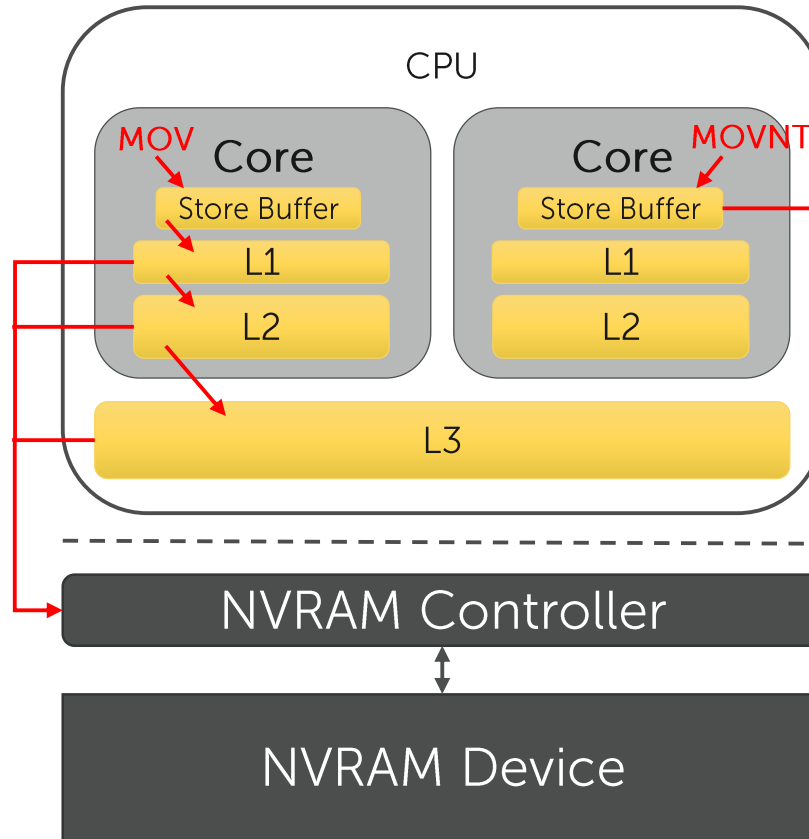 CPU
MOV
MOVNT
Core
Core
Store Buffer
Store Buffer
L1
L1
L2
L2
L3
NVRAM Controller
NVRAM Device